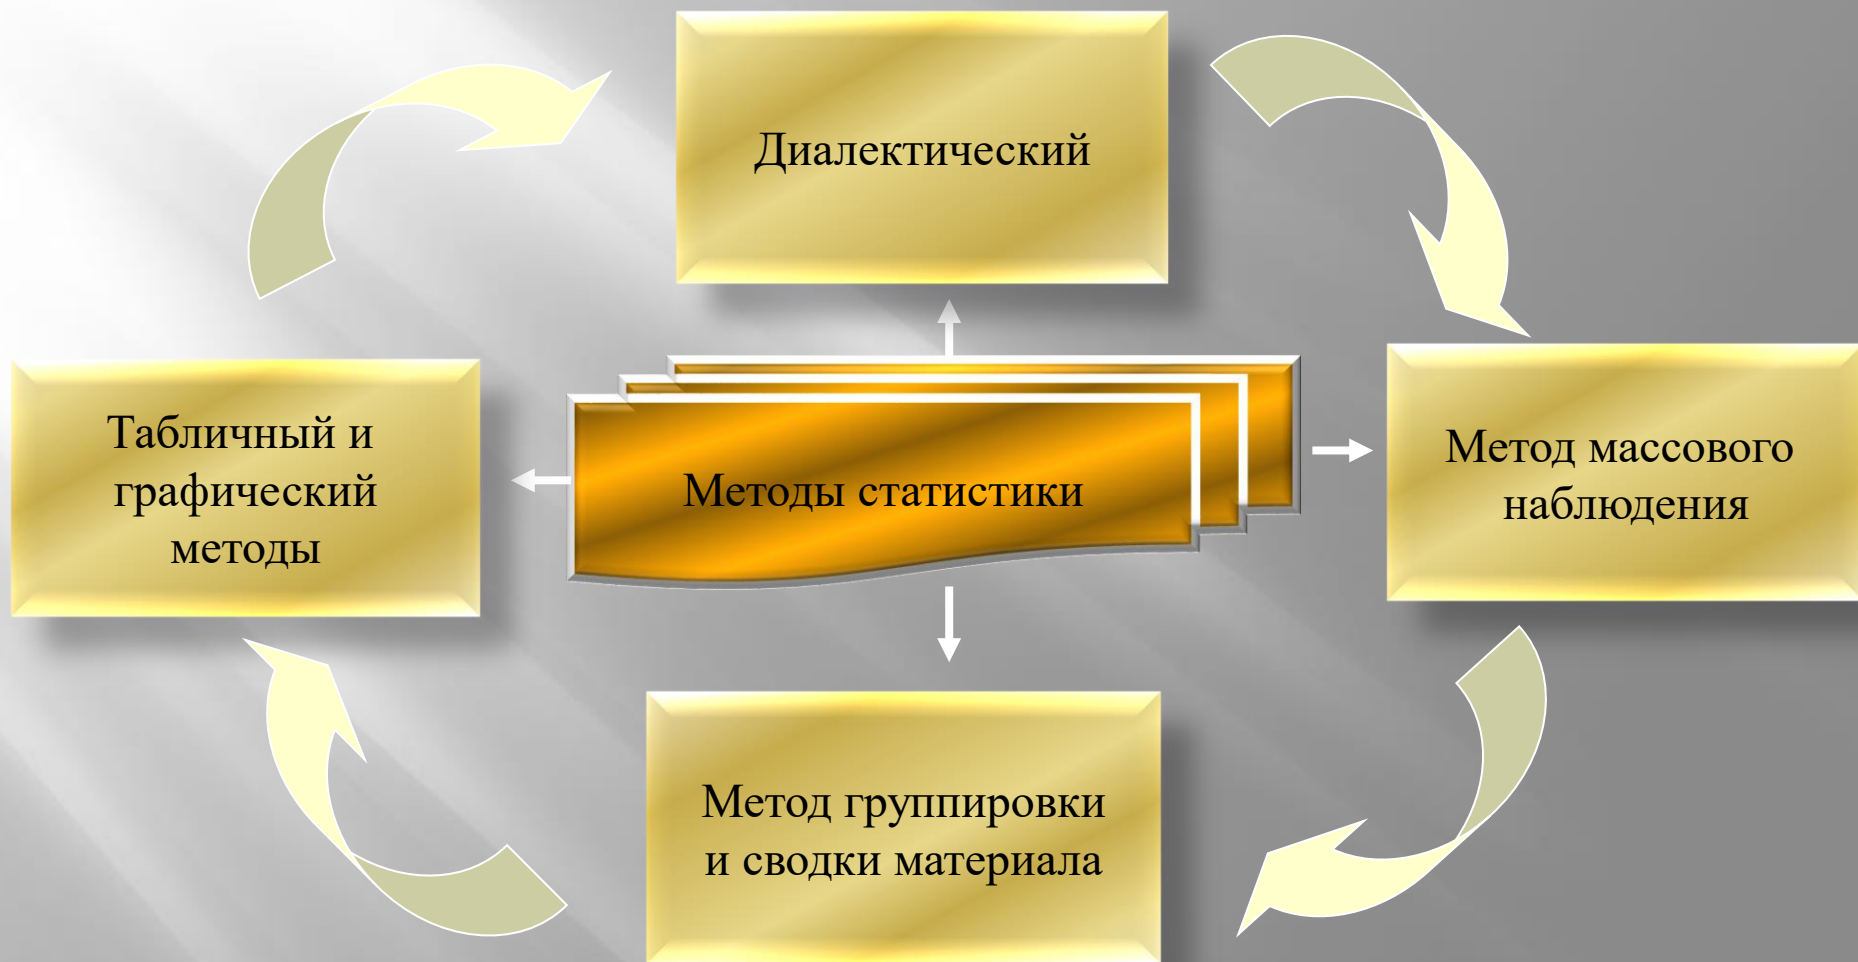 Диалектический
Табличный и
графический
методы
Методы статистики
Метод массового
наблюдения
Метод группировки
и сводки материала